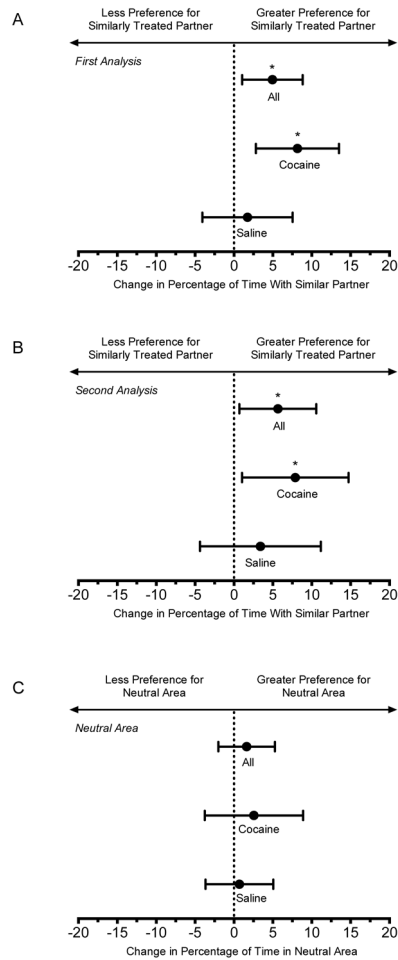 A
Less Preference for Similarly Treated Partner
Greater Preference for Similarly Treated Partner
First Analysis
*
All
*
Cocaine
Saline
-20 -15 -10 -5 0 5 10 15 20
Change in Percentage of Time With Similar Partner
B
Less Preference for Similarly Treated Partner
Greater Preference for Similarly Treated Partner
Second Analysis
*
All
*
Cocaine
Saline
-20 -15 -10 -5 0 5 10 15 20
Change in Percentage of Time With Similar Partner
C
Less Preference for Neutral Area
Greater Preference for Neutral Area
Neutral Area
All
Cocaine
Saline
-20 -15 -10 -5 0 5 10 15 20
Change in Percentage of Time in Neutral Area